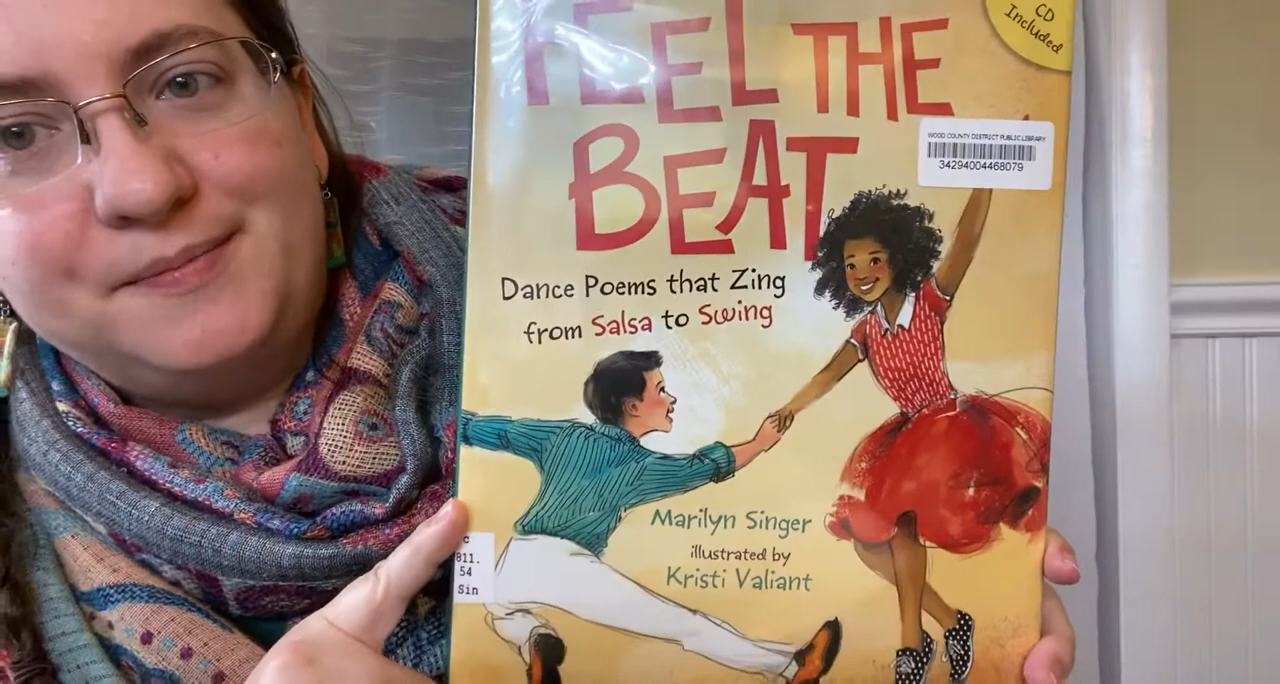 FEEL THE
BEAT
CD
Included
WOOD COUNTY DISTRICT PUBLIC LIBRARY
34294004468079
Dance Poems that Zing
from Salsa to Swing
Marilyn Singer
illustrated by
Kristi Valiant
c
811.
54
Sin